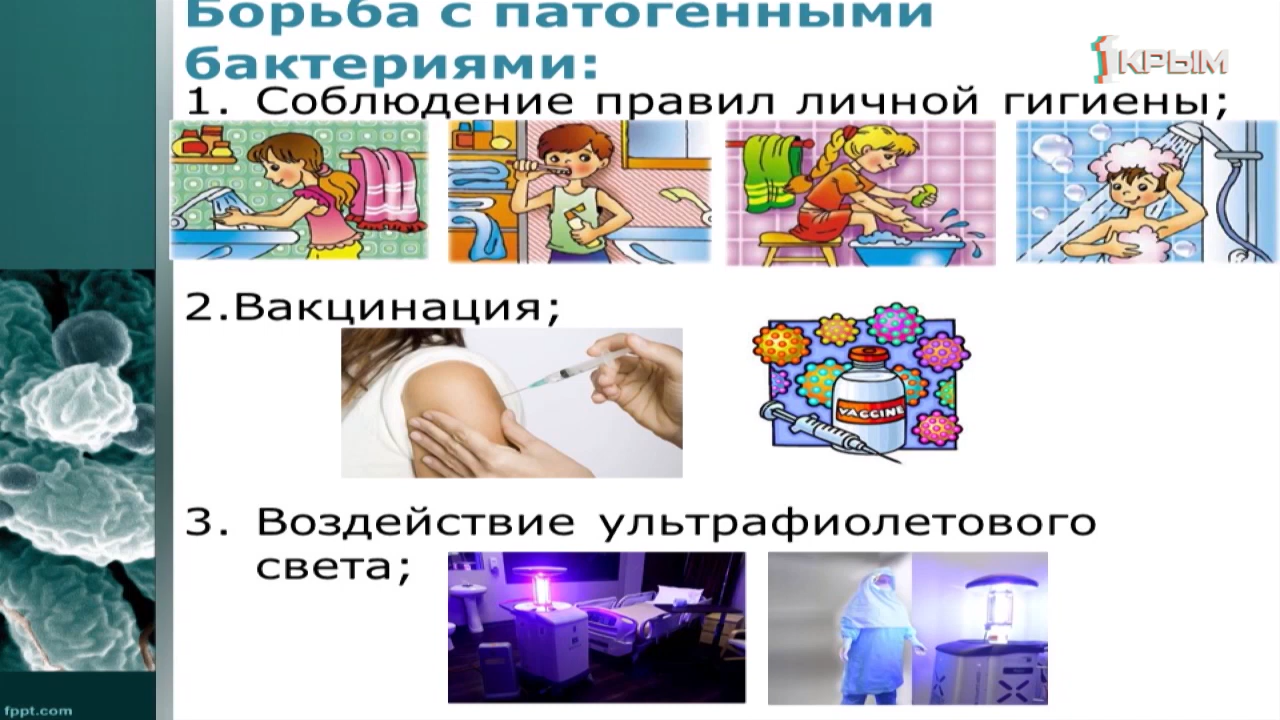 Борьба с патогенными
бактериями:
1КРЫМ
1. Соблюдение правил личной гигиены;
2.Вакцинация;
VACCINE
3. Воздействие ультрафиолетового
света;
fppt.com